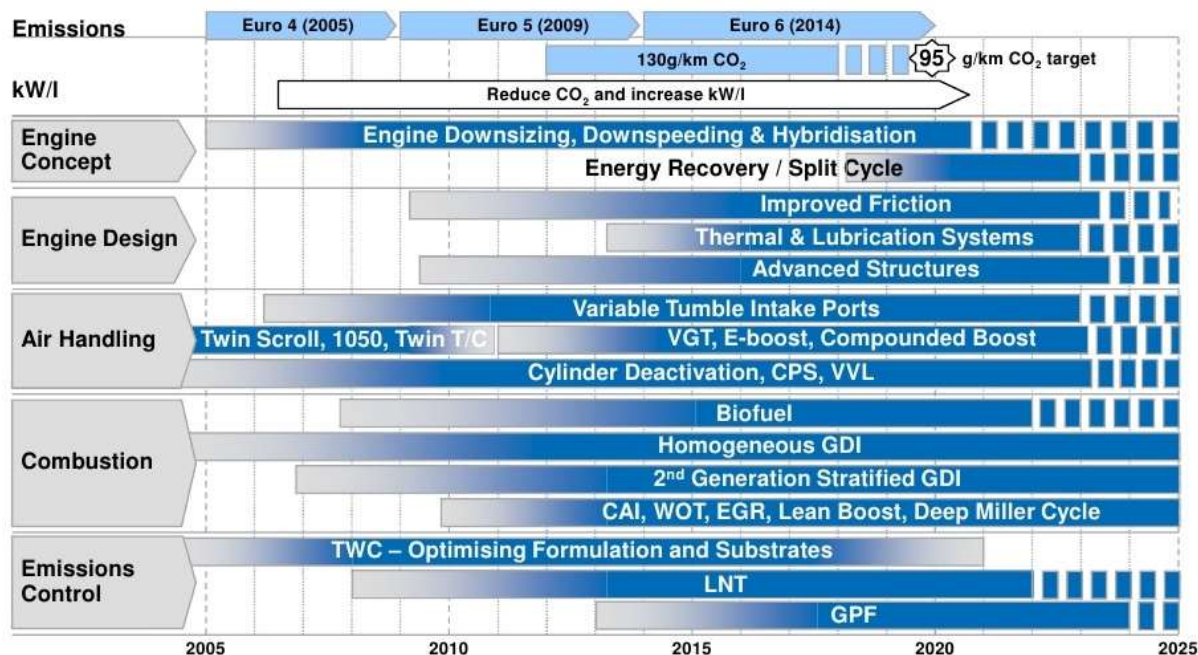 Emissions
Euro 4 (2005)
Euro 5 (2009)
Euro 6 (2014)
130g/km CO₂
95
g/km CO₂ target
kW/l
Reduce CO₂ and increase kW/l
Engine
Concept
Engine Downsizing, Downspeeding & Hybridisation
Energy Recovery / Split Cycle
Engine Design
Improved Friction
Thermal & Lubrication Systems
Advanced Structures
Air Handling
Variable Tumble Intake Ports
Twin Scroll, 1050, Twin T/C
VGT, E-boost, Compounded Boost
Cylinder Deactivation, CPS, VVL
Combustion
Biofuel
Homogeneous GDI
2nd Generation Stratified GDI
CAI, WOT, EGR, Lean Boost, Deep Miller Cycle
Emissions
Control
TWC – Optimising Formulation and Substrates
LNT
GPF
2005
2010
2015
2020
2025